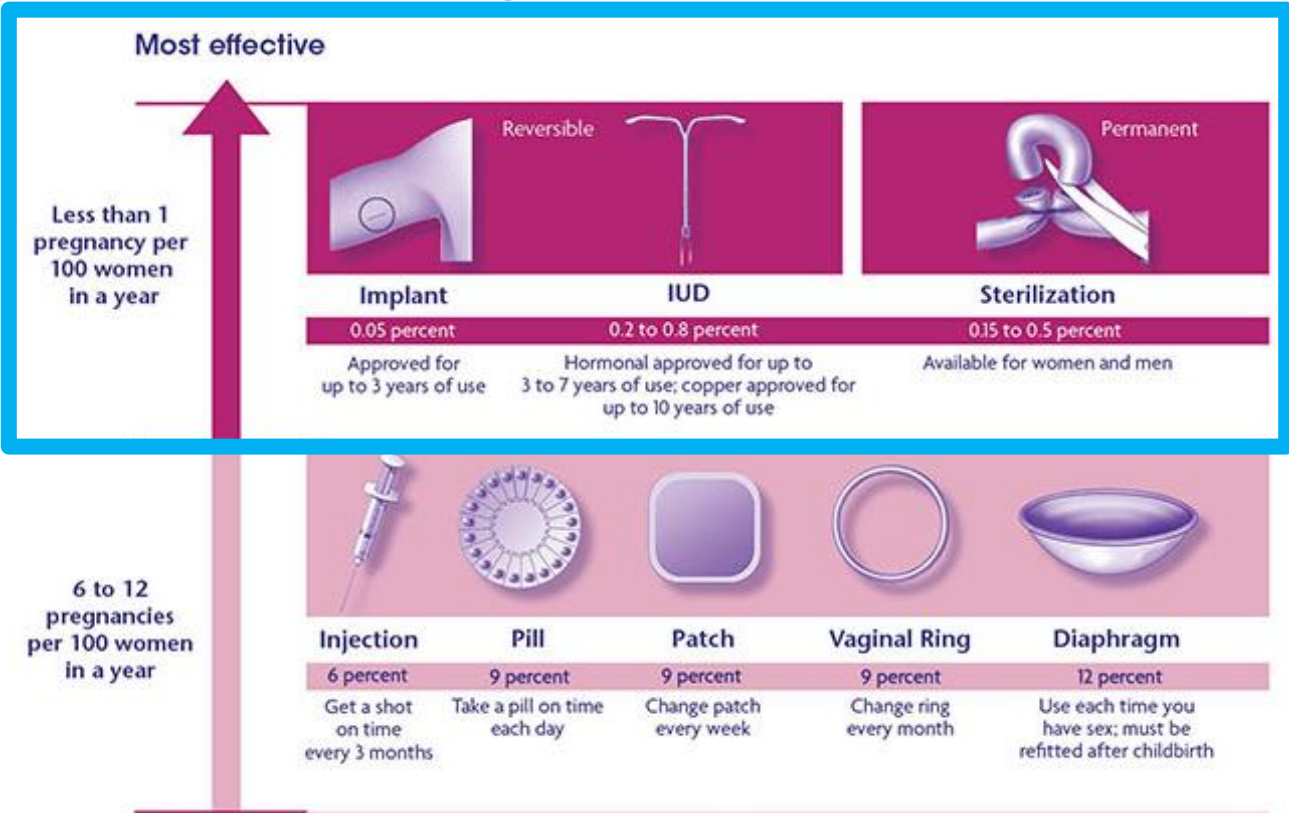 Most effective
Less than 1
pregnancy per
100 women
in a year
Reversible
Permanent
Implant
IUD
Sterilization
0.05 percent
0.2 to 0.8 percent
0.15 to 0.5 percent
Approved for
up to 3 years of use
Hormonal approved for up to
3 to 7 years of use; copper approved for
up to 10 years of use
Available for women and men
6 to 12
pregnancies
per 100 women
in a year
Injection
Pill
Patch
Vaginal Ring
Diaphragm
6 percent
9 percent
9 percent
9 percent
12 percent
Get a shot
on time
every 3 months
Take a pill on time
each day
Change patch
every week
Change ring
every month
Use each time you
have sex; must be
refitted after childbirth